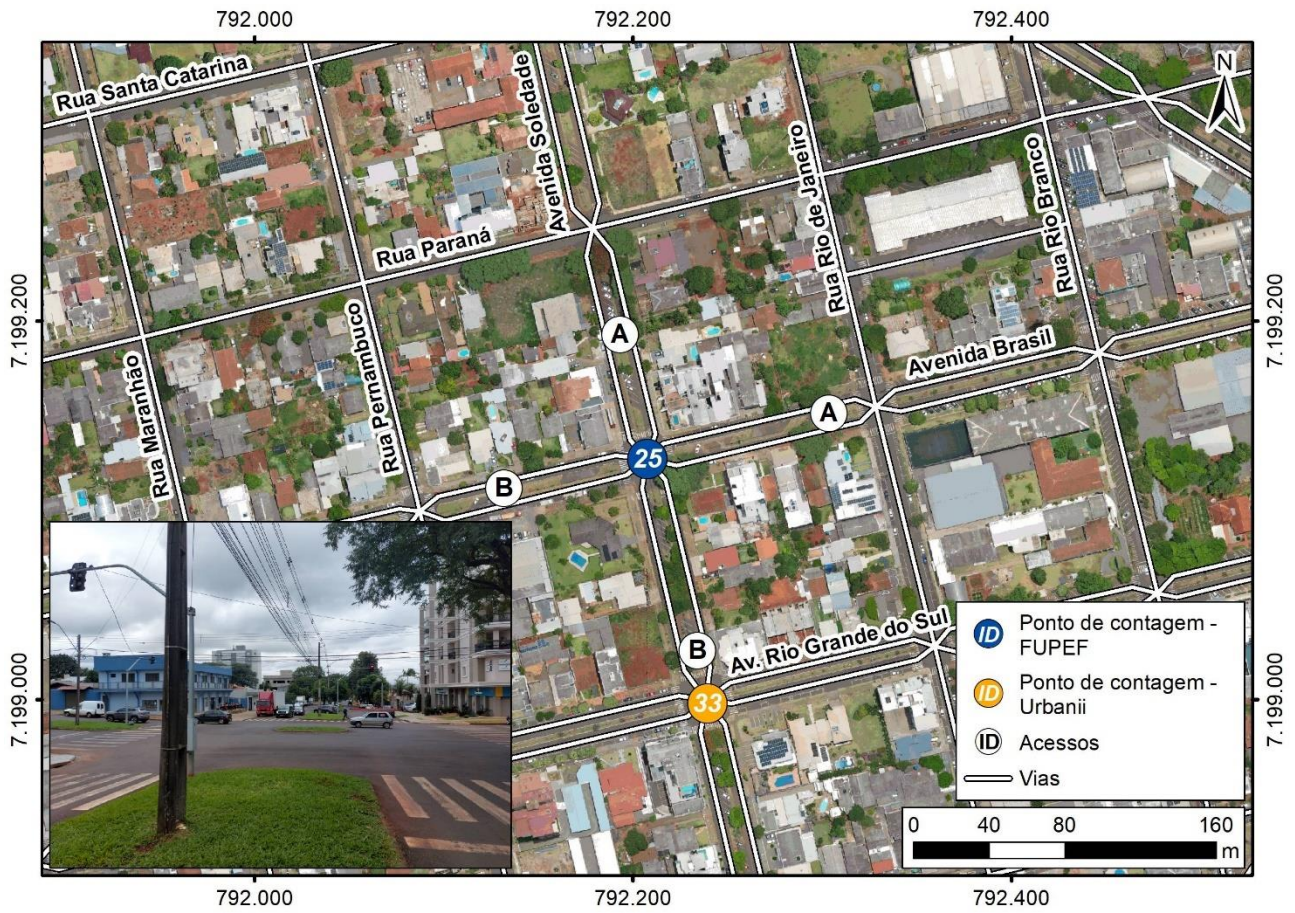 792.000
792.200
792.400
Rua Santa Catarina
Avenida Soledade
N
Rua Paraná
Rua Rio de Janeiro
Rua Rio Branco
7.199.200
7.199.200
A
Avenida Brasil
Rua Maranhão
Rua Pernambuco
A
25
B
B
Av. Rio Grande do Sul
33
7.199.000
7.199.000
ID
Ponto de contagem -
FUPEF
ID
Ponto de contagem -
Urbanii
ID
Acessos
Vias
0
40
80
160
m
792.000
792.200
792.400